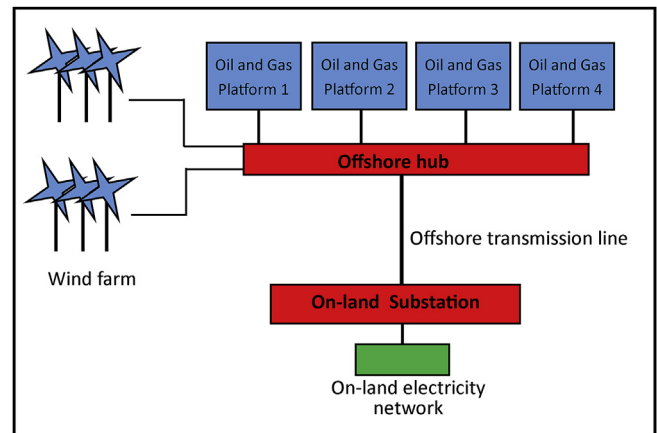 Oil and Gas
Platform 1
Oil and Gas
Platform 2
Oil and Gas
Platform 3
Oil and Gas
Platform 4
Offshore hub
Offshore transmission line
Wind farm
On-land Substation
On-land electricity
network